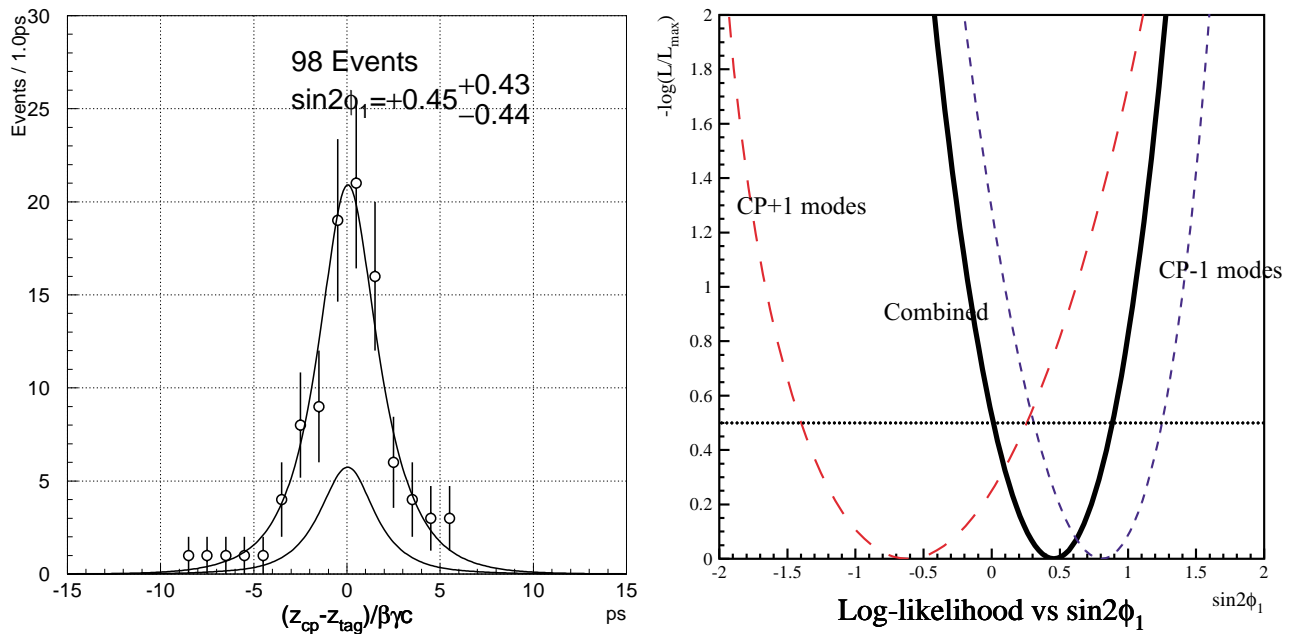 Events / 1.0ps
30
25
20
15
10
5
0
98 Events
sin2ϕ₁=+0.45 +0.43 −0.44
-15 -10 -5 0 5 10 15
(z_cp-z_tag)/βγc ps
-log(L/L_max)
2
1.8
1.6
1.4
1.2
1
0.8
0.6
0.4
0.2
0
CP+1 modes
CP-1 modes
Combined
-2 -1.5 -1 -0.5 0 0.5 1 1.5 2
Log-likelihood vs sin2ϕ₁ sin2ϕ₁